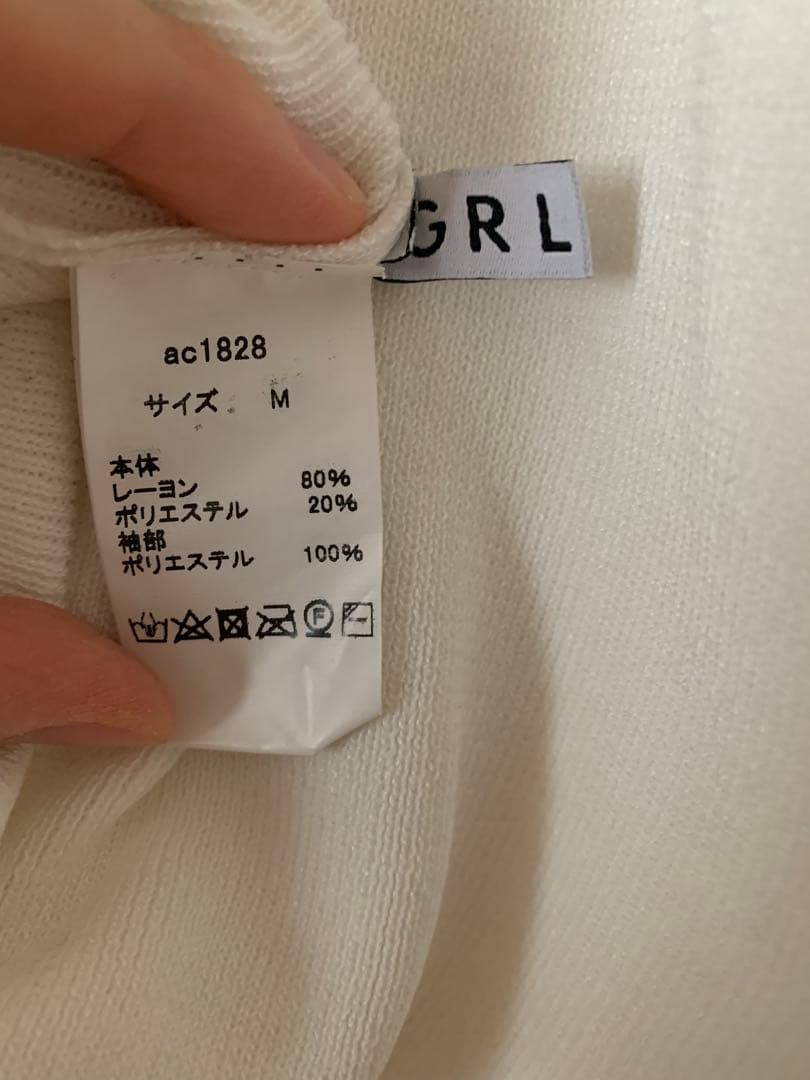 GRL
ac1828
サイズ M
本体
レーヨン 80%
ポリエステル 20%
袖部
ポリエステル 100%
F